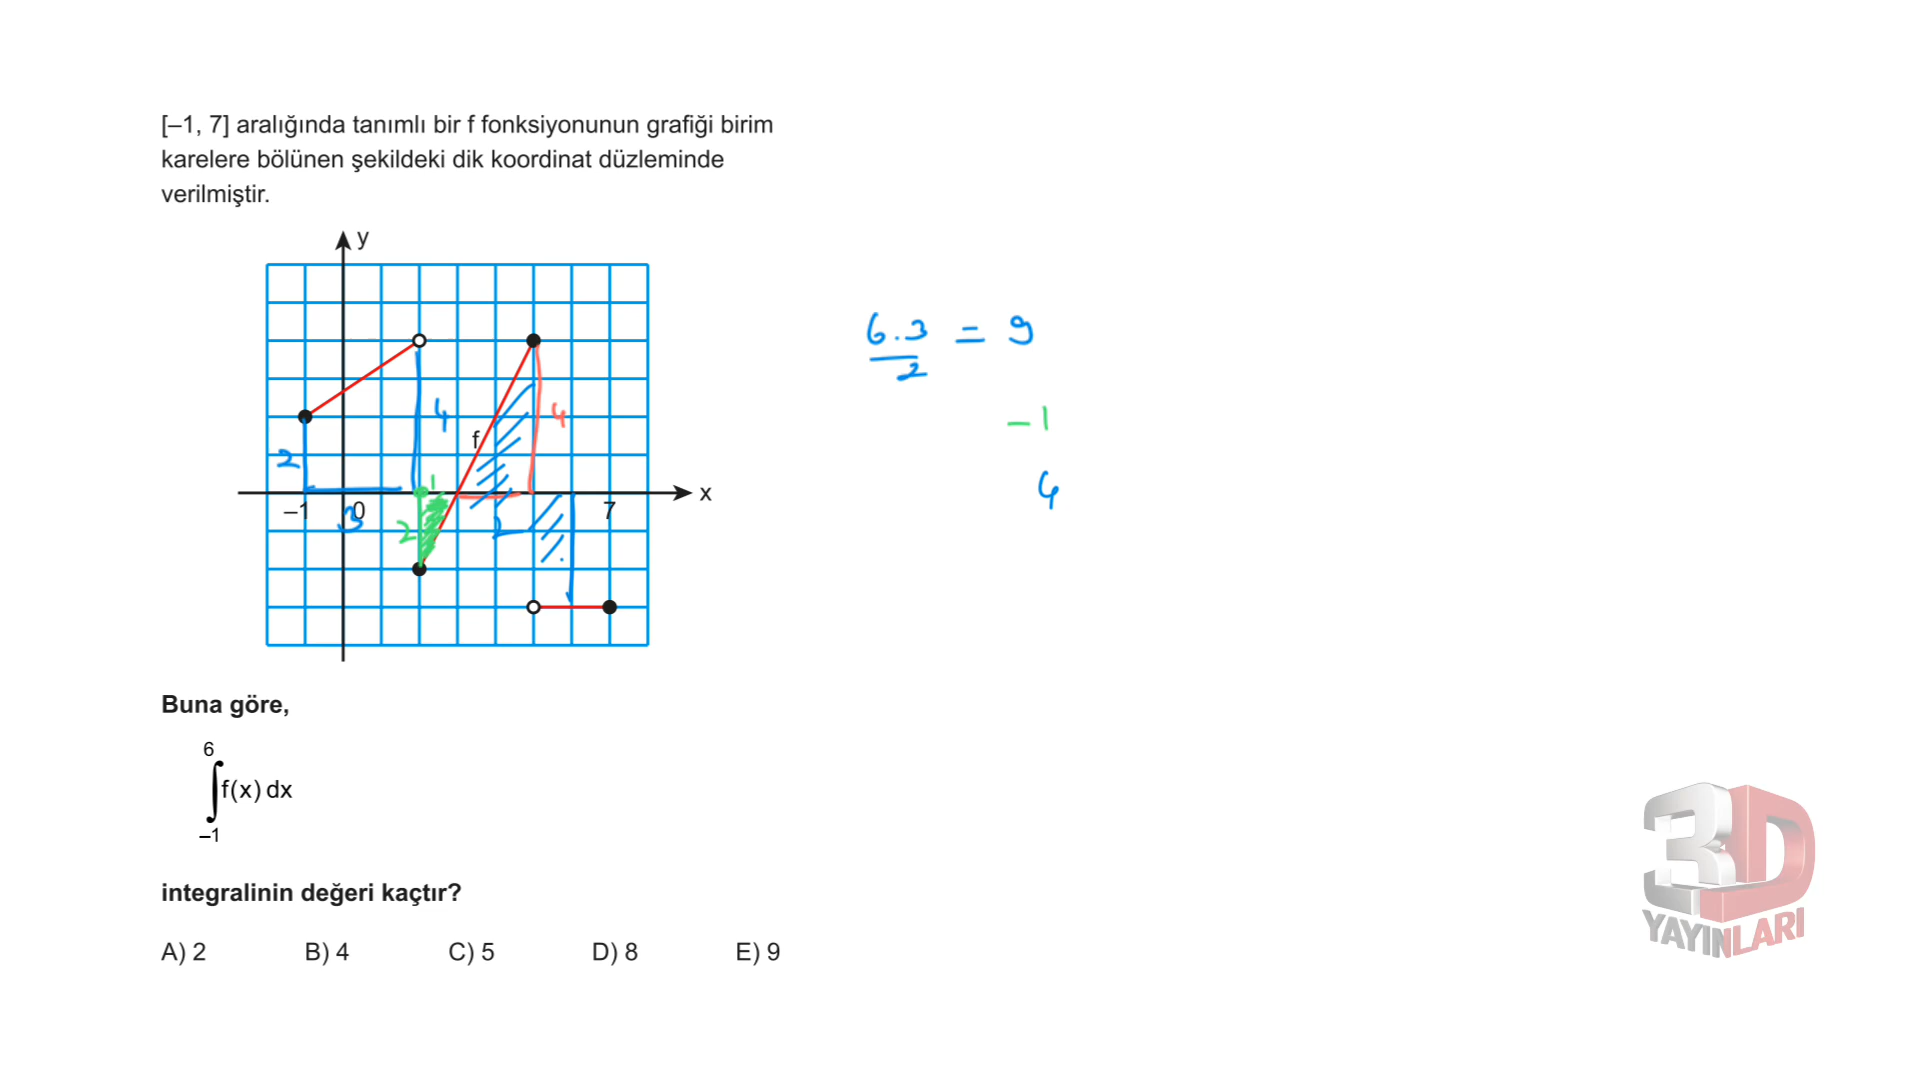 [–1, 7] aralığında tanımlı bir f fonksiyonunun grafiği birim
karelere bölünen şekildeki dik koordinat düzleminde
verilmiştir.
y
4
4
f
2
1
x
–1
0
3
2
2
7
6.3 = 9
2
–1
4
Buna göre,
6
∫f(x) dx
–1
integralinin değeri kaçtır?
A) 2 B) 4 C) 5 D) 8 E) 9
3D
YAYINLARI